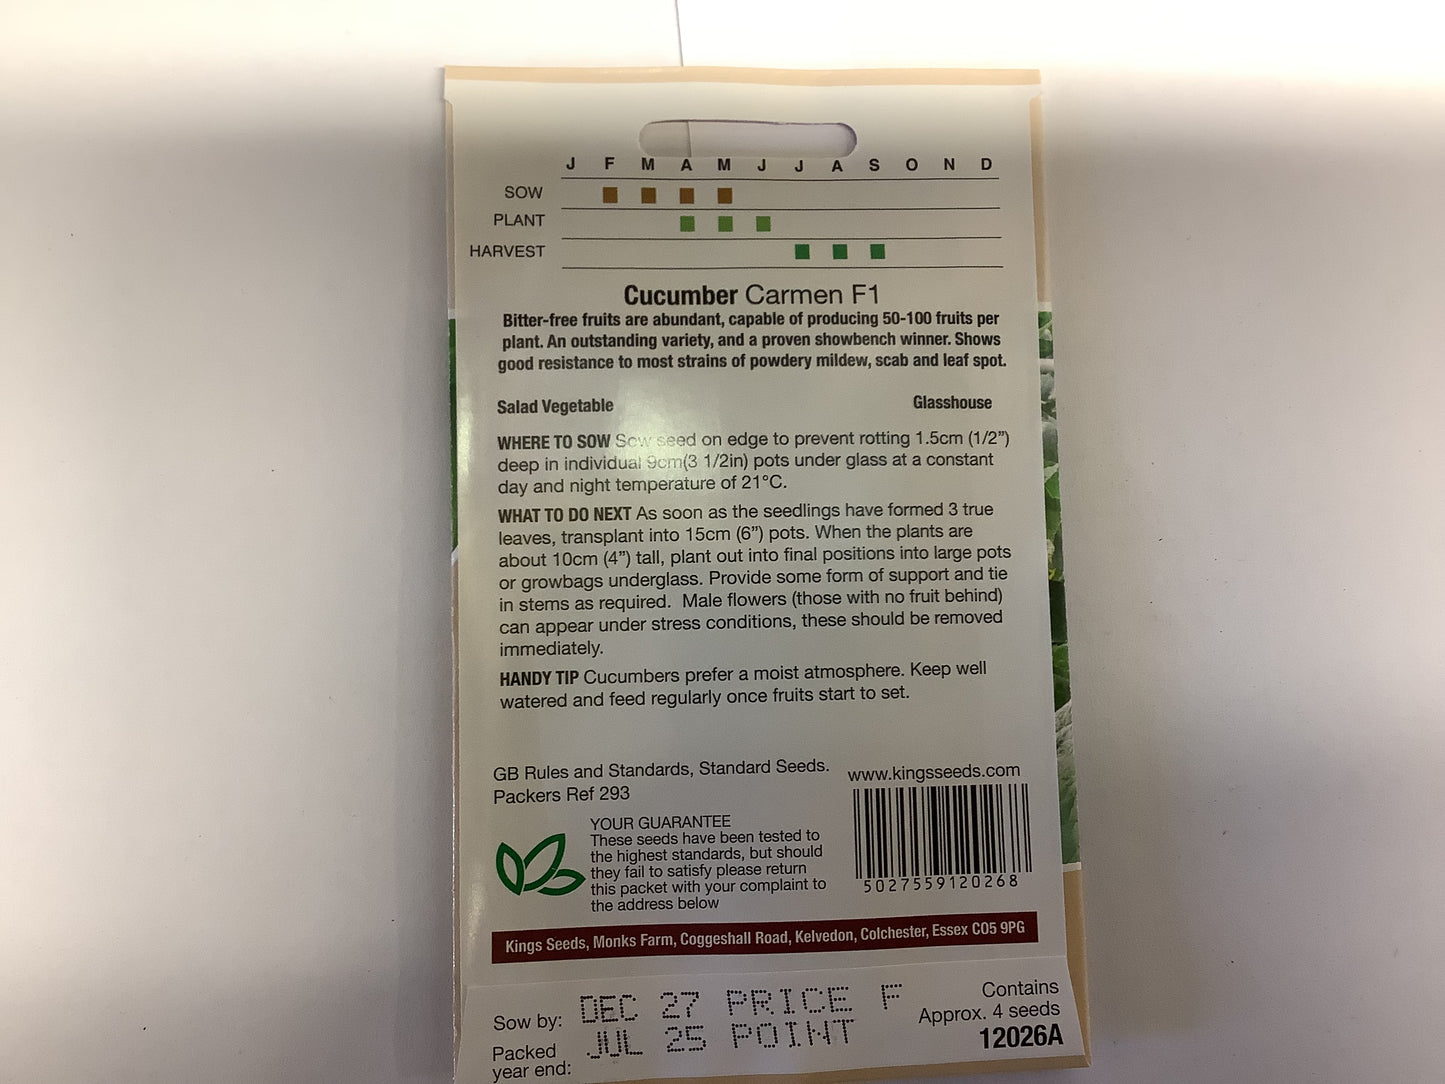 J F M A M J J A S O N D
SOW
PLANT
HARVEST
Cucumber Carmen F1
Bitter-free fruits are abundant, capable of producing 50-100 fruits per
plant. An outstanding variety, and a proven showbench winner. Shows
good resistance to most strains of powdery mildew, scab and leaf spot.
Salad Vegetable Glasshouse
WHERE TO SOW Sow seed on edge to prevent rotting 1.5cm (1/2”)
deep in individual 9cm(3 1/2in) pots under glass at a constant
day and night temperature of 21°C.
WHAT TO DO NEXT As soon as the seedlings have formed 3 true
leaves, transplant into 15cm (6”) pots. When the plants are
about 10cm (4”) tall, plant out into final positions into large pots
or growbags underglass. Provide some form of support and tie
in stems as required. Male flowers (those with no fruit behind)
can appear under stress conditions, these should be removed
immediately.
HANDY TIP Cucumbers prefer a moist atmosphere. Keep well
watered and feed regularly once fruits start to set.
GB Rules and Standards, Standard Seeds.
Packers Ref 293
www.kingsseeds.com
YOUR GUARANTEE
These seeds have been tested to
the highest standards, but should
they fail to satisfy please return
this packet with your complaint to
the address below
5027559120268
Kings Seeds, Monks Farm, Coggeshall Road, Kelvedon, Colchester, Essex CO5 9PG
Sow by: DEC 27 PRICE F
Packed JUL 25 POINT
year end:
Contains
Approx. 4 seeds
12026A